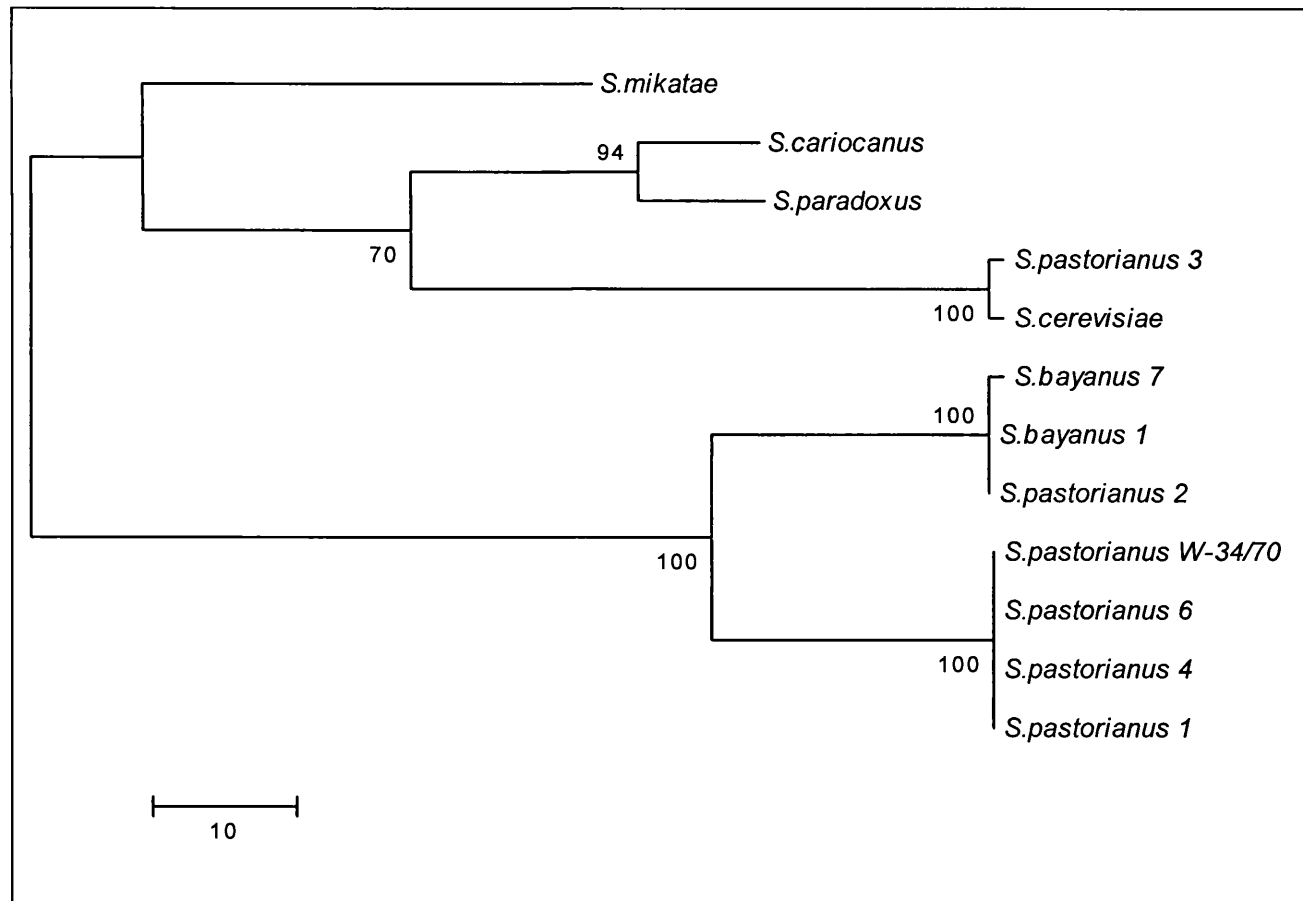 S.mikatae
S.cariocanus
94
S.paradoxus
70
S.pastorianus 3
100
S.cerevisiae
S.bayanus 7
100
S.bayanus 1
S.pastorianus 2
S.pastorianus W-34/70
100
S.pastorianus 6
100
S.pastorianus 4
S.pastorianus 1
10